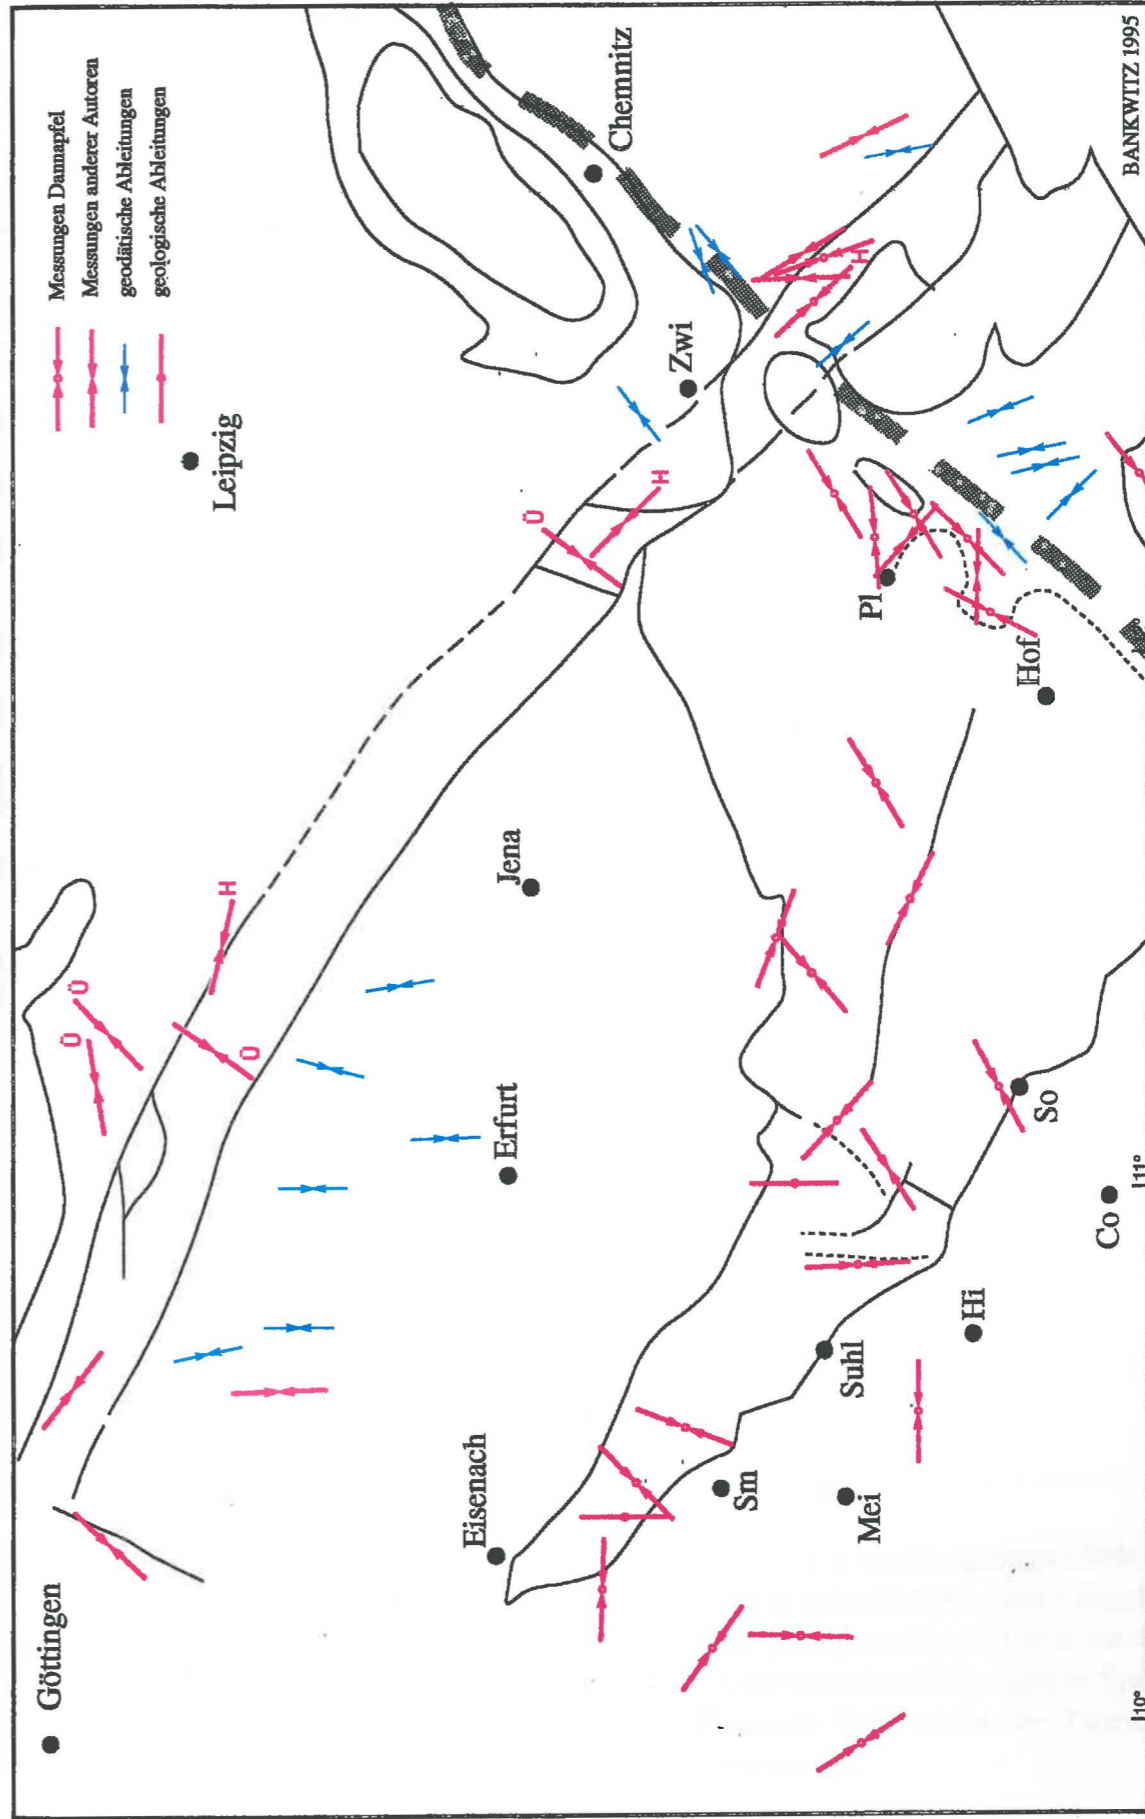 Messungen Dannapfel
Messungen anderer Autoren
geodätische Ableitungen
geologische Ableitungen
Göttingen
Leipzig
Chemnitz
Ü
Ü
H
Ü
Ü
H
Zwi
Eisenach
Erfurt
Jena
H
Sm
Suhl
Mei
Hi
Pl
So
Hof
Co
10°
11°
BANKWITZ 1995